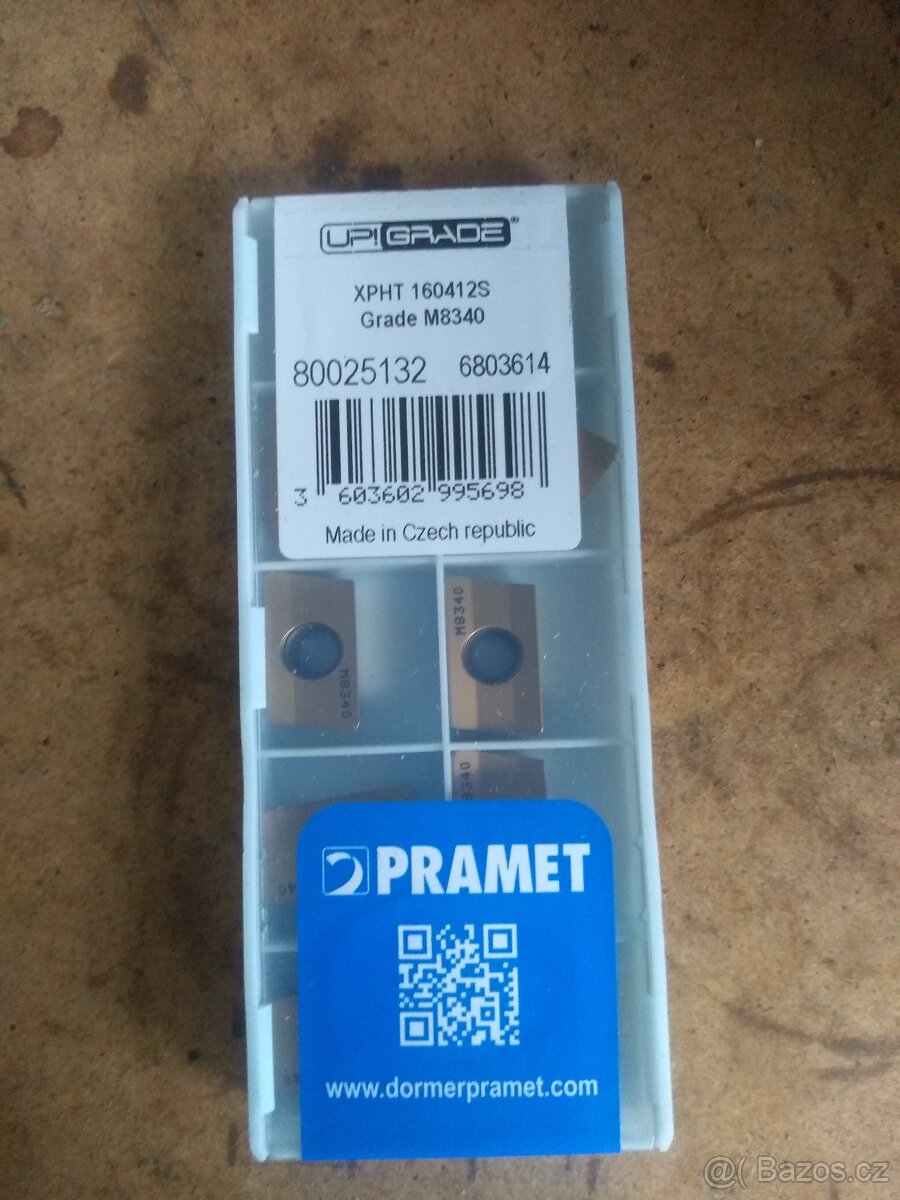 UP! GRADE®
XPHT 160412S
Grade M8340
80025132 6803614
3 603602 995698
Made in Czech republic
M8340
M8340
M8340
40
PRAMET
www.dormerpramet.com
@( Bazos.cz